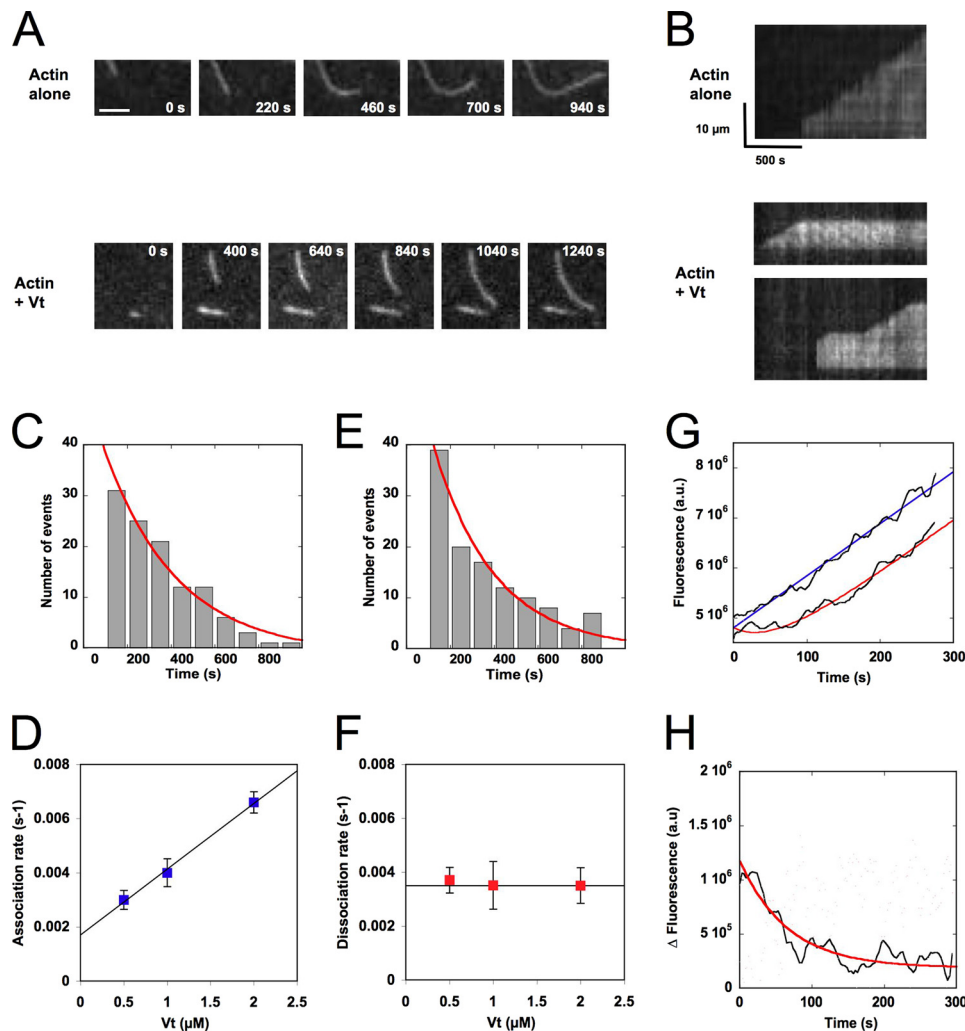 A
Actin
alone
0 s
220 s
460 s
700 s
940 s
Actin
+ Vt
0 s
400 s
640 s
840 s
1040 s
1240 s
B
Actin
alone
10 µm
500 s
Actin
+ Vt
C
40
30
20
10
0
Number of events
0
200
400
600
800
Time (s)
E
40
30
20
10
0
Number of events
0
200
400
600
800
Time (s)
G
8 10⁶
7 10⁶
6 10⁶
5 10⁶
Fluorescence (a.u.)
0
100
200
300
Time (s)
D
0.008
0.006
0.004
0.002
0
Association rate (s-1)
0
0.5
1
1.5
2
2.5
Vt (µM)
F
0.008
0.006
0.004
0.002
0
Dissociation rate (s-1)
0
0.5
1
1.5
2
2.5
Vt (µM)
H
2 10⁶
1.5 10⁶
1 10⁶
5 10⁵
0
Δ Fluorescence (a.u)
0
100
200
300
Time (s)